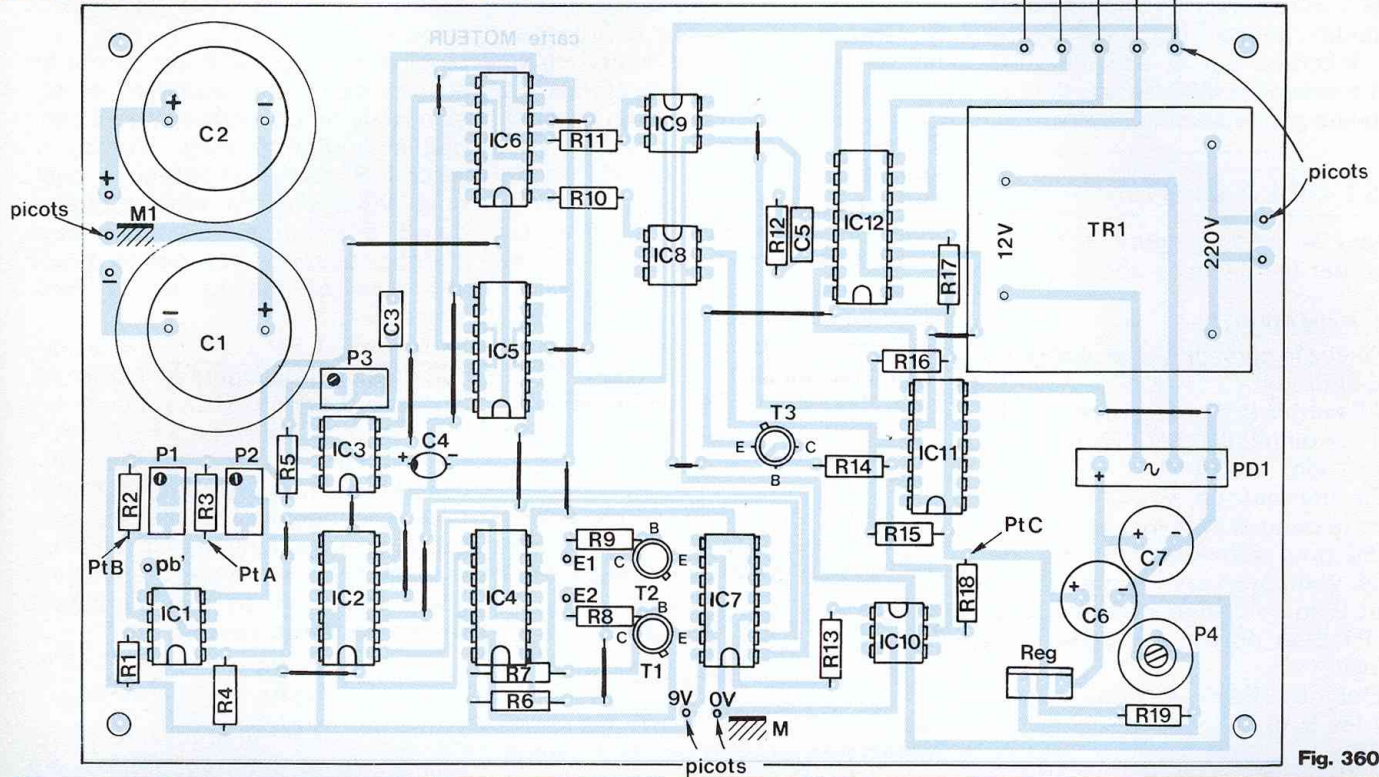 carte MOTEUR
+
−
C2
IC6
R11
IC9
R10
picots
+
picots
M1
IC8
R12
C5
IC12
R17
12V
TR1
220V
−
−
+
C1
C3
IC5
P3
R16
T3
E
C
B
R14
IC11
P1
P2
R5
IC3
C4
+
−
R2
R3
+
~
−
PD1
PtB
pb'
PtA
R9
B
C
E
E1
T2
R15
PtC
+
−
C7
IC1
IC2
IC4
E2
R8
B
C
E
T1
IC7
R18
+
−
C6
P4
R1
R4
R7
R6
R13
IC10
Reg
9V
0V
M
R19
picots
Fig. 360